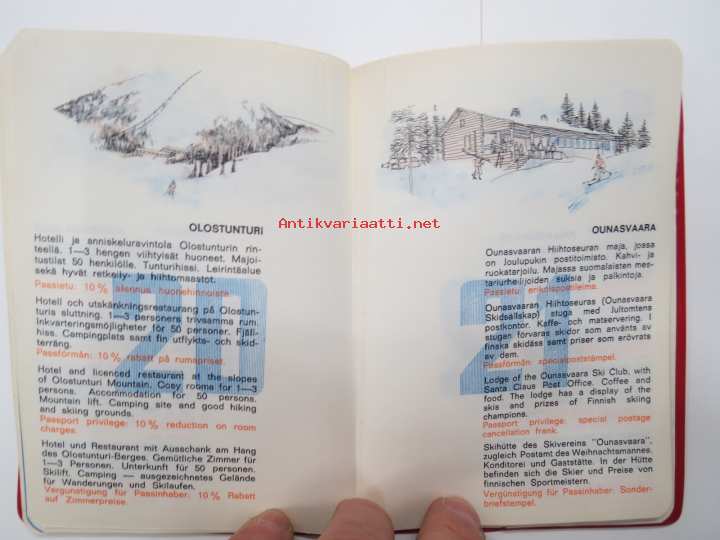 OLOSTUNTURI
Hotelli ja anniskeluravintola Olostunturin rin-
teellä. 1—3 hengen viihtyisät huoneet. Majoi-
tustilat 50 henkilölle. Tunturihissi. Leirintäalue
sekä hyvät retkeily- ja hiihtomaastot.
Passietu: 10 % alennus huonehinnoista.
20
Hotell och utskänkningsrestaurang på Olostun-
turis sluttning. 1—3 personers trivsamma rum.
Inkvarteringsmöjligheter för 50 personer. Fjäll-
hiss. Campingplats samt fin utflykts- och skid-
terräng.
Passförmån: 10 % rabatt på rumspriset.
Hotel and licenced restaurant at the slopes
of Olostunturi Mountain. Cosy rooms for 1—3
persons. Accommodation for 50 persons.
Mountain lift. Camping site and good hiking
and skiing grounds.
Passport privilege: 10 % reduction on room
charges.
Hotel und Restaurant mit Ausschank am Hang
des Olostunturi-Berges. Gemütliche Zimmer für
1—3 Personen. Unterkunft für 50 personen.
Skilift. Camping — ausgezeichnetes Gelände
für Wanderungen und Skilaufen.
Vergünstigung für Passinhaber: 10 % Rabatt
auf Zimmerpreise.
Antikvariaatti.net
OUNASVAARA
Ounasvaaran Hiihtoseuran maja, jossa
on Joulupukin postitoimisto. Kahvi- ja
ruokatarjoilu. Majassa suomalaisten mes-
tariurheilijoiden suksia ja palkintoja.
Passietu: erikoispostileima.
21
Ounasvaaran Hiihtoseuras (Ounasvaara
Skidsällskap) stuga med Jultomtens
postkontor. Kaffe- och matservering. I
stugan förvaras skidor som använts av
finska skidäss samt priser som erövrats
av dem.
Passförmån: specialpoststämpel.
Lodge of the Ounasvaara Ski Club, with
Santa Claus Post Office. Coffee and
food. The lodge has a display of the
skis and prizes of Finnish skiing
champions.
Passport privilege: special postage
cancellation frank.
Skihütte des Skivereins "Ounasvaara",
zugleich Postamt des Weihnachtsmannes.
Konditorei und Gaststätte. In der Hütte
befinden sich die Skier und Preise von
finnischen Sportmeistern.
Vergünstigung für Passinhaber: Sonder-
briefstempel.